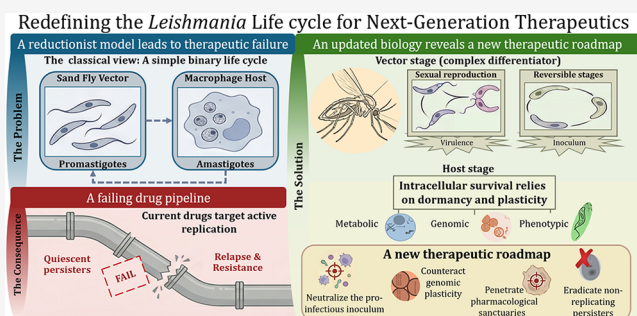 Redefining the Leishmania Life cycle for Next-Generation Therapeutics
A reductionist model leads to therapeutic failure
The Problem
The classical view: A simple binary life cycle
Sand Fly Vector
Promastigotes
Macrophage Host
Amastigotes
A failing drug pipeline
The Consequence
Current drugs target active
replication
Quiescent
persisters
FAIL
Relapse &
Resistance
An updated biology reveals a new therapeutic roadmap
The Solution
Vector stage (complex differentiator)
Sexual reproduction
Virulence
Reversible stages
Inoculum
Host stage
Intracellular survival relies
on dormancy and plasticity
Metabolic
Genomic
Phenotypic
A new therapeutic roadmap
Neutralize the pro-
infectious inoculum
Counteract
genomic
plasticity
Penetrate
pharmacological
sanctuaries
Eradicate non-
replicating
persisters